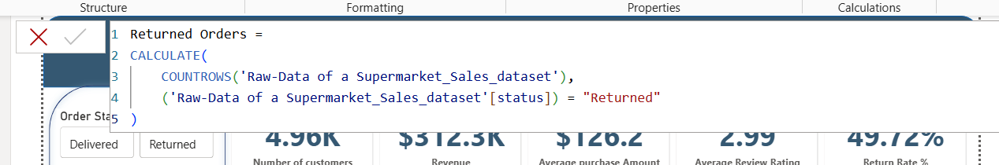 Structure Formatting Properties Calculations
1 Returned Orders =
2 CALCULATE(
3 COUNTROWS('Raw-Data of a Supermarket_Sales_dataset'),
4 ('Raw-Data of a Supermarket_Sales_dataset'[status]) = "Returned"
5 )
Order Sta
Delivered Returned
4.96K $312.3K $126.2 2.99 49.72%
Number of customers Revenue Average purchase Amount Average Review Rating Return Rate %